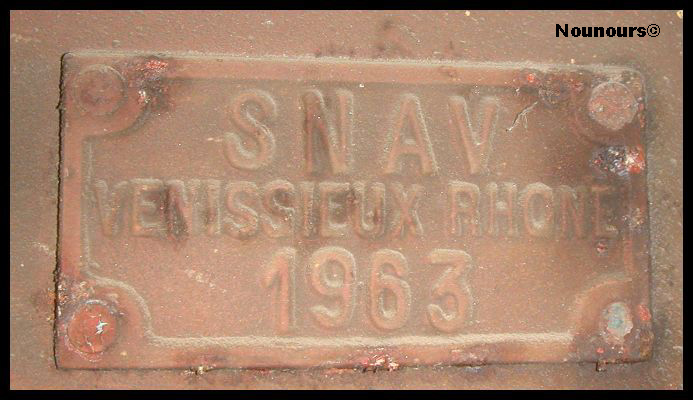 Nounours©
SNAV
VENISSIEUX RHONE
1963